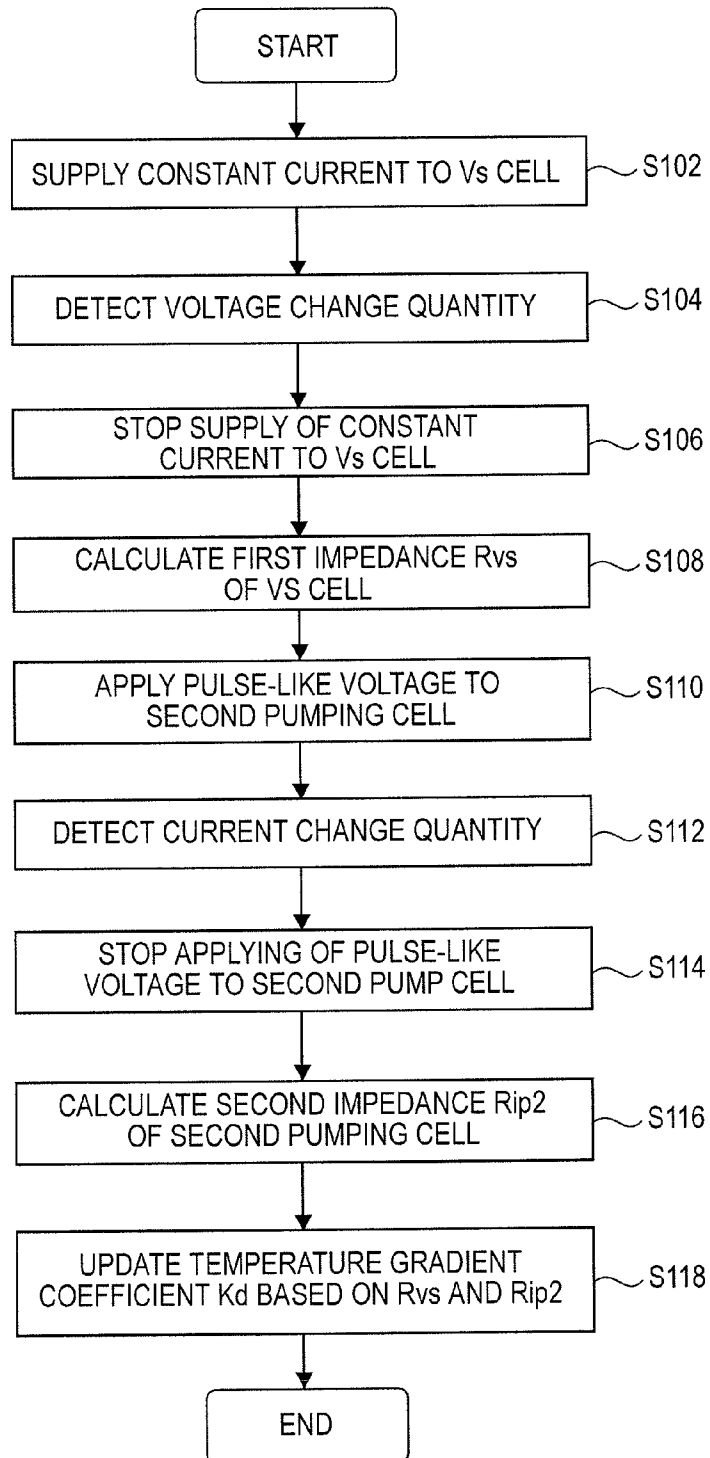 START
SUPPLY CONSTANT CURRENT TO Vs CELL
S102
DETECT VOLTAGE CHANGE QUANTITY
S104
STOP SUPPLY OF CONSTANT
CURRENT TO Vs CELL
S106
CALCULATE FIRST IMPEDANCE Rvs
OF VS CELL
S108
APPLY PULSE-LIKE VOLTAGE TO
SECOND PUMPING CELL
S110
DETECT CURRENT CHANGE QUANTITY
S112
STOP APPLYING OF PULSE-LIKE
VOLTAGE TO SECOND PUMP CELL
S114
CALCULATE SECOND IMPEDANCE Rip2
OF SECOND PUMPING CELL
S116
UPDATE TEMPERATURE GRADIENT
COEFFICIENT Kd BASED ON Rvs AND Rip2
S118
END